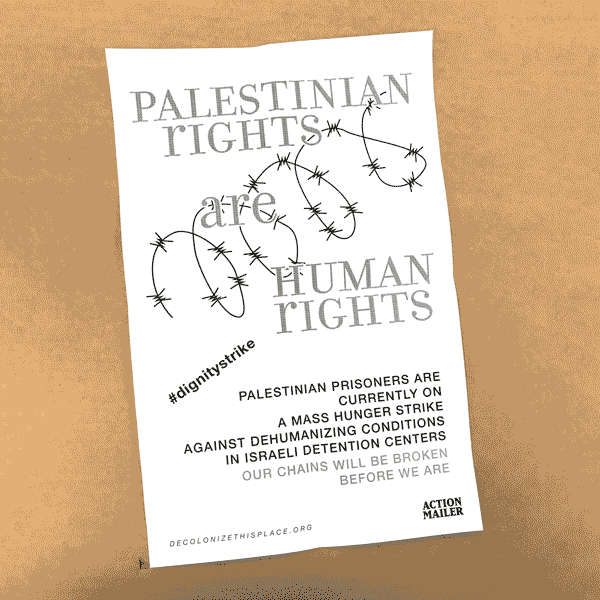 PALESTINIAN
rIGHTS
are
HUMAN
rIGHTS
#dignitystrike
PALESTINIAN PRISONERS ARE
CURRENTLY ON
A MASS HUNGER STRIKE
AGAINST DEHUMANIZING CONDITIONS
IN ISRAELI DETENTION CENTERS
OUR CHAINS WILL BE BROKEN
BEFORE WE ARE
ACTION
MAILER
DECOLONIZETHISPLACE.ORG